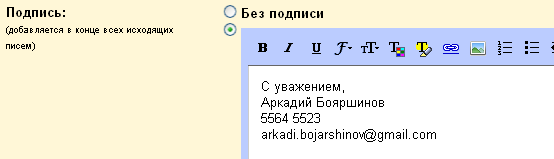 Подпись:
(добавляется в конце всех исходящих
писем)
Без подписи
B I U F T T T
С уважением,
Аркадий Бояршинов
5564 5523
arkadi.bojarshinov@gmail.com